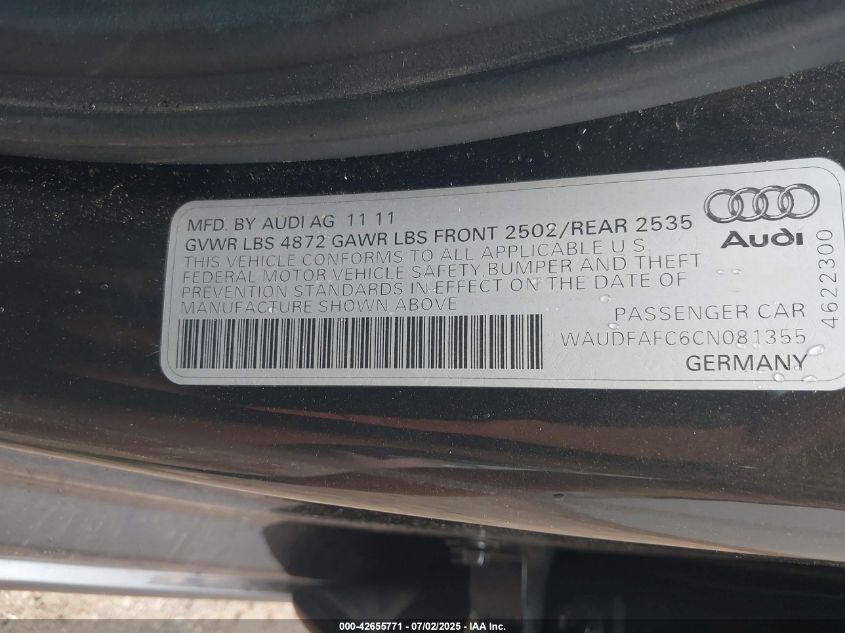 MFD. BY AUDI AG 11 11
GVWR LBS 4872 GAWR LBS FRONT 2502/REAR 2535
THIS VEHICLE CONFORMS TO ALL APPLICABLE U S
FEDERAL MOTOR VEHICLE SAFETY, BUMPER AND THEFT
PREVENTION STANDARDS IN EFFECT ON THE DATE OF
MANUFACTURE SHOWN ABOVE
Audi
PASSENGER CAR
WAUDFAFC6CN081355
GERMANY
4622300
000-42655771 - 07/02/2025 - IAA Inc.